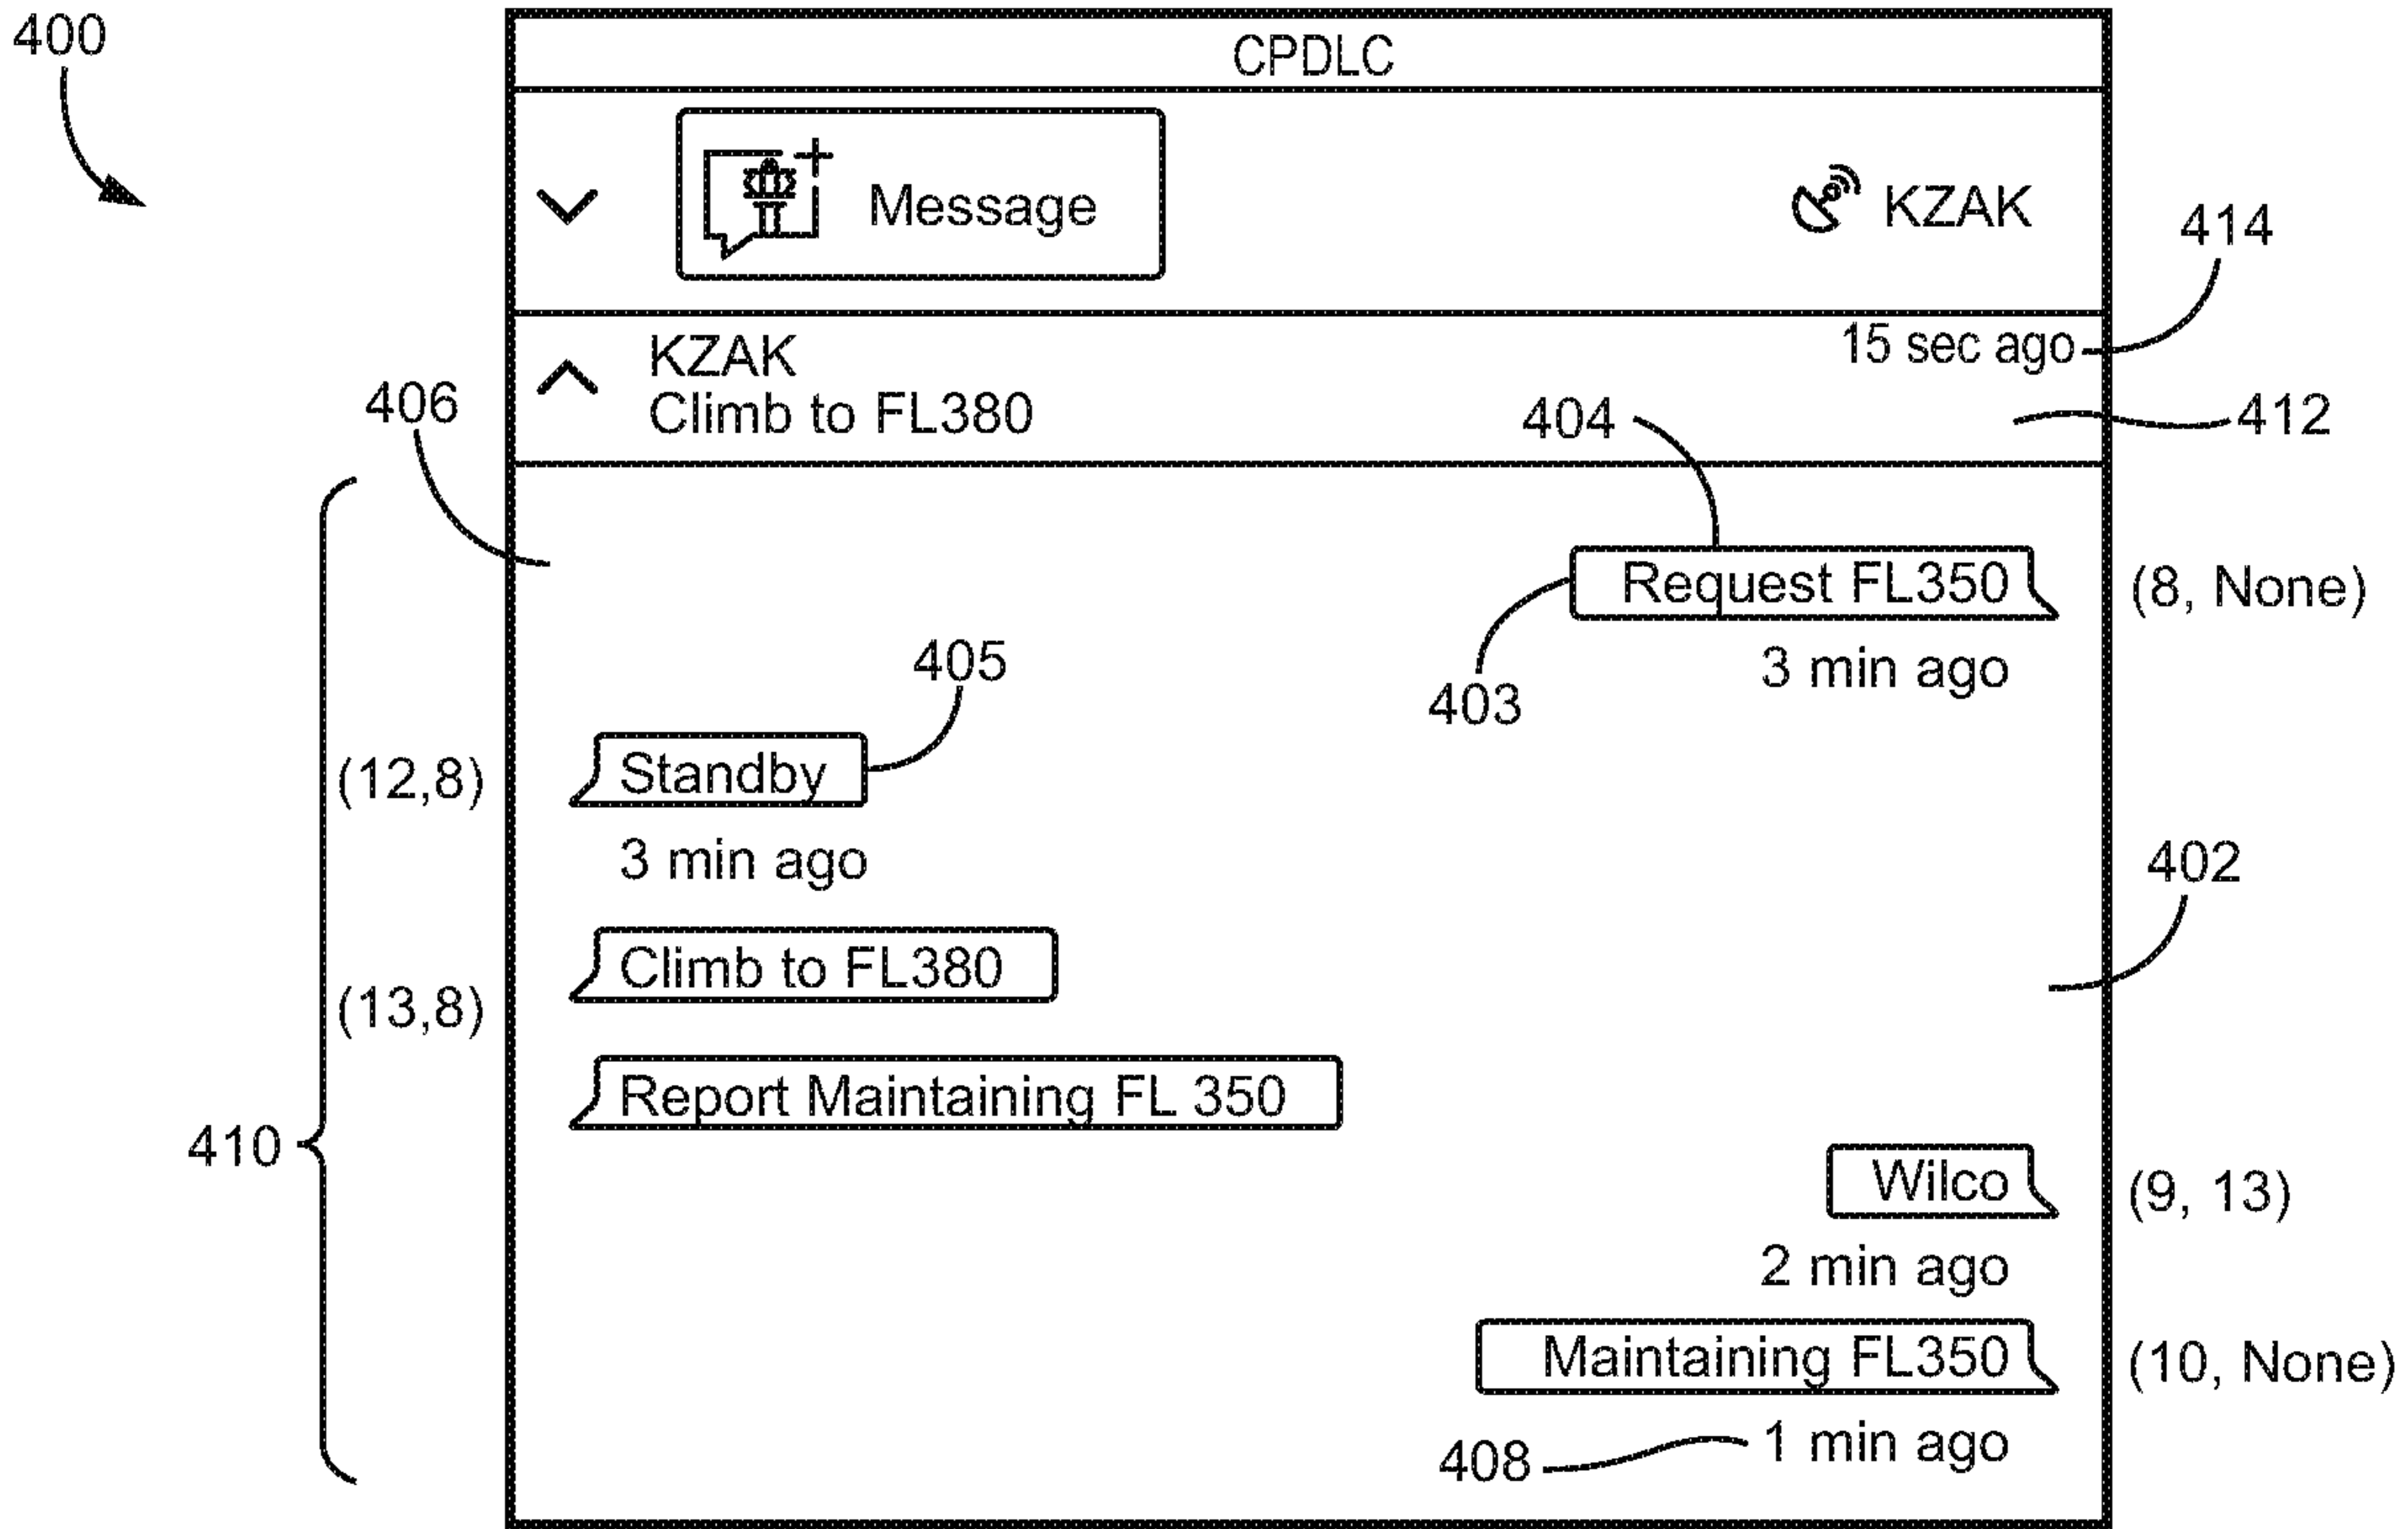 400
CPDLC
Message
KZAK
414
15 sec ago
KZAK
Climb to FL380
406
404
412
Request FL350
(8, None)
3 min ago
403
405
(12,8)
Standby
3 min ago
402
Climb to FL380
(13,8)
Report Maintaining FL 350
410
Wilco
(9, 13)
2 min ago
Maintaining FL350
(10, None)
1 min ago
408